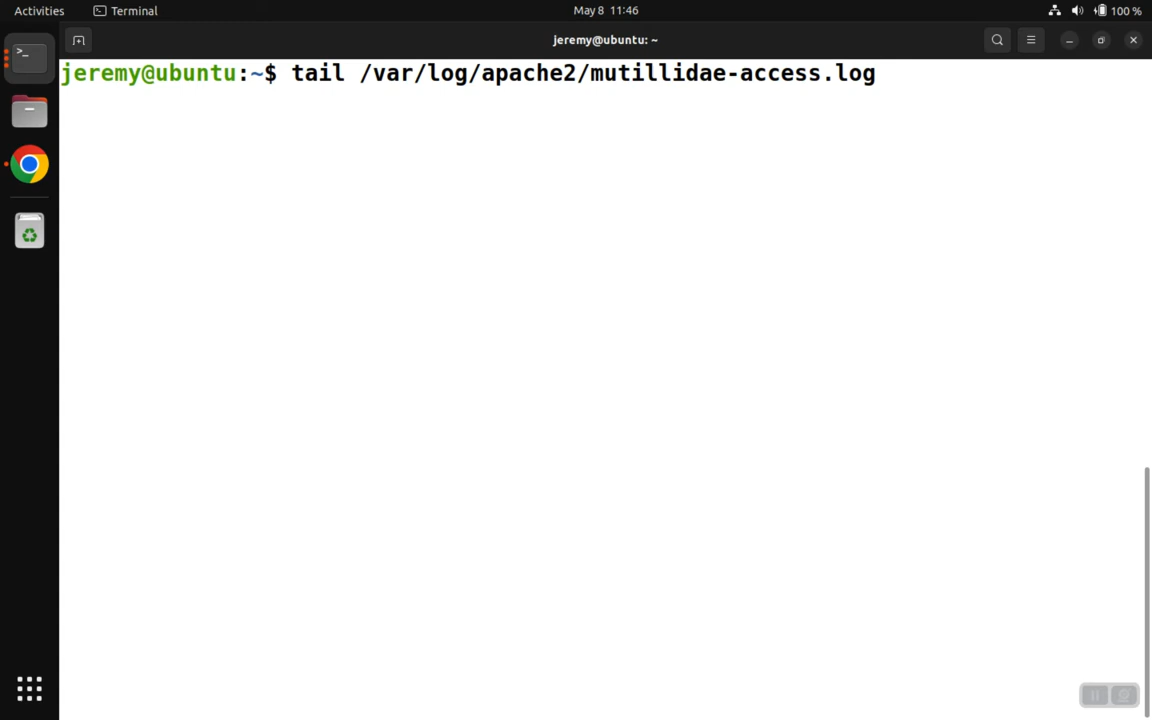 Activities
Terminal
May 8 11:46
100 %
jeremy@ubuntu: ~
jeremy@ubuntu:~$ tail /var/log/apache2/mutillidae-access.log